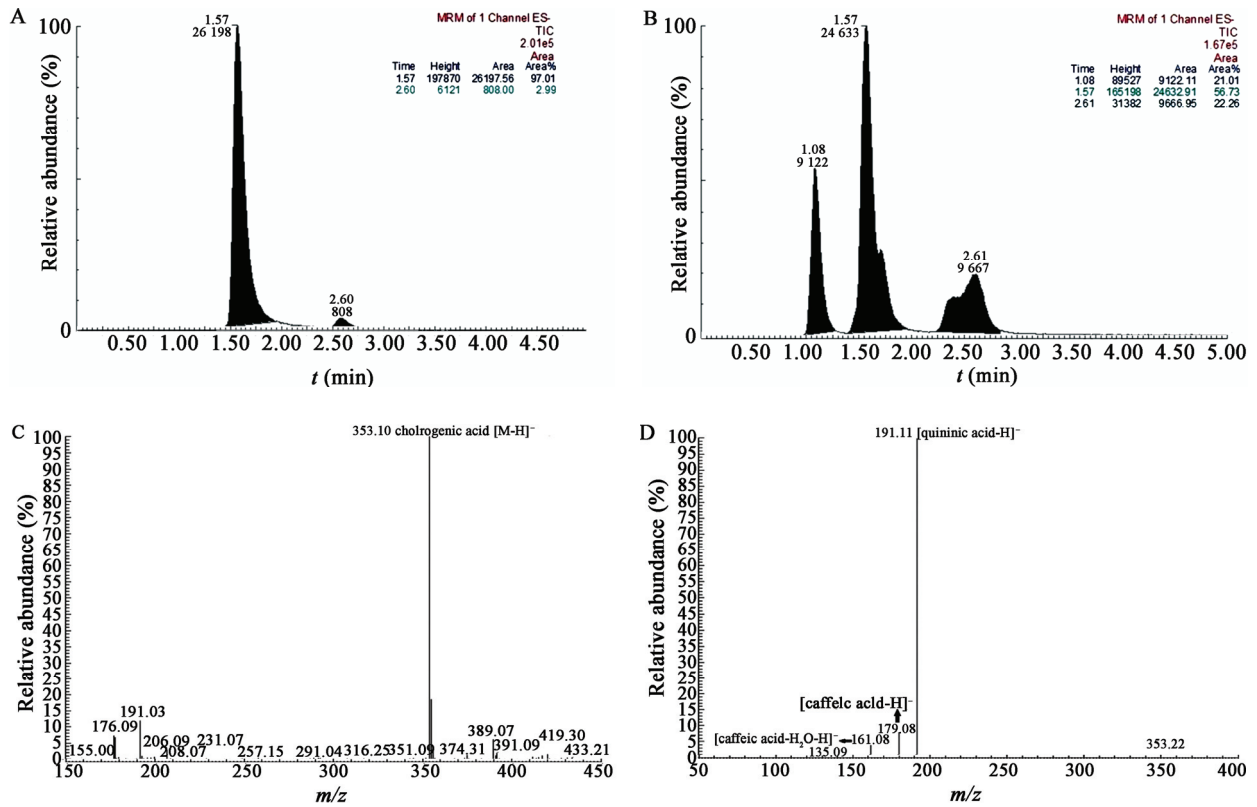 A
MRM of 1 Channel ES-
TIC
2.01e5
Area
Time Height Area Area%
1.57 197870 26197.56 97.01
2.60 6121 808.00 2.99
1.57
26 198
2.60
808
100
0
Relative abundance (%)
0.50 1.00 1.50 2.00 2.50 3.00 3.50 4.00 4.50
t (min)
B
MRM of 1 Channel ES-
TIC
1.67e5
Area
Time Height Area Area%
1.08 89527 9122.11 21.01
1.57 165198 24632.91 56.73
2.61 31382 9666.95 22.26
1.57
24 633
1.08
9 122
2.61
9 667
100
0
Relative abundance (%)
0.50 1.00 1.50 2.00 2.50 3.00 3.50 4.00 4.50 5.00
t (min)
C
353.10 cholrogenic acid [M-H]−
100
95
90
85
80
75
70
65
60
55
50
45
40
35
30
25
20
15
10
5
0
Relative abundance (%)
155.00
176.09
191.03
206.09
208.07
231.07
257.15
291.04
316.25
351.09
374.31
389.07
391.09
419.30
433.21
150 200 250 300 350 400 450
m/z
D
191.11 [quininic acid-H]−
100
95
90
85
80
75
70
65
60
55
50
45
40
35
30
25
20
15
10
5
0
Relative abundance (%)
[caffelc acld-H]−
179.08
[caffeic acid-H2O-H]−
161.08
135.09
353.22
50 100 150 200 250 300 350 400
m/z